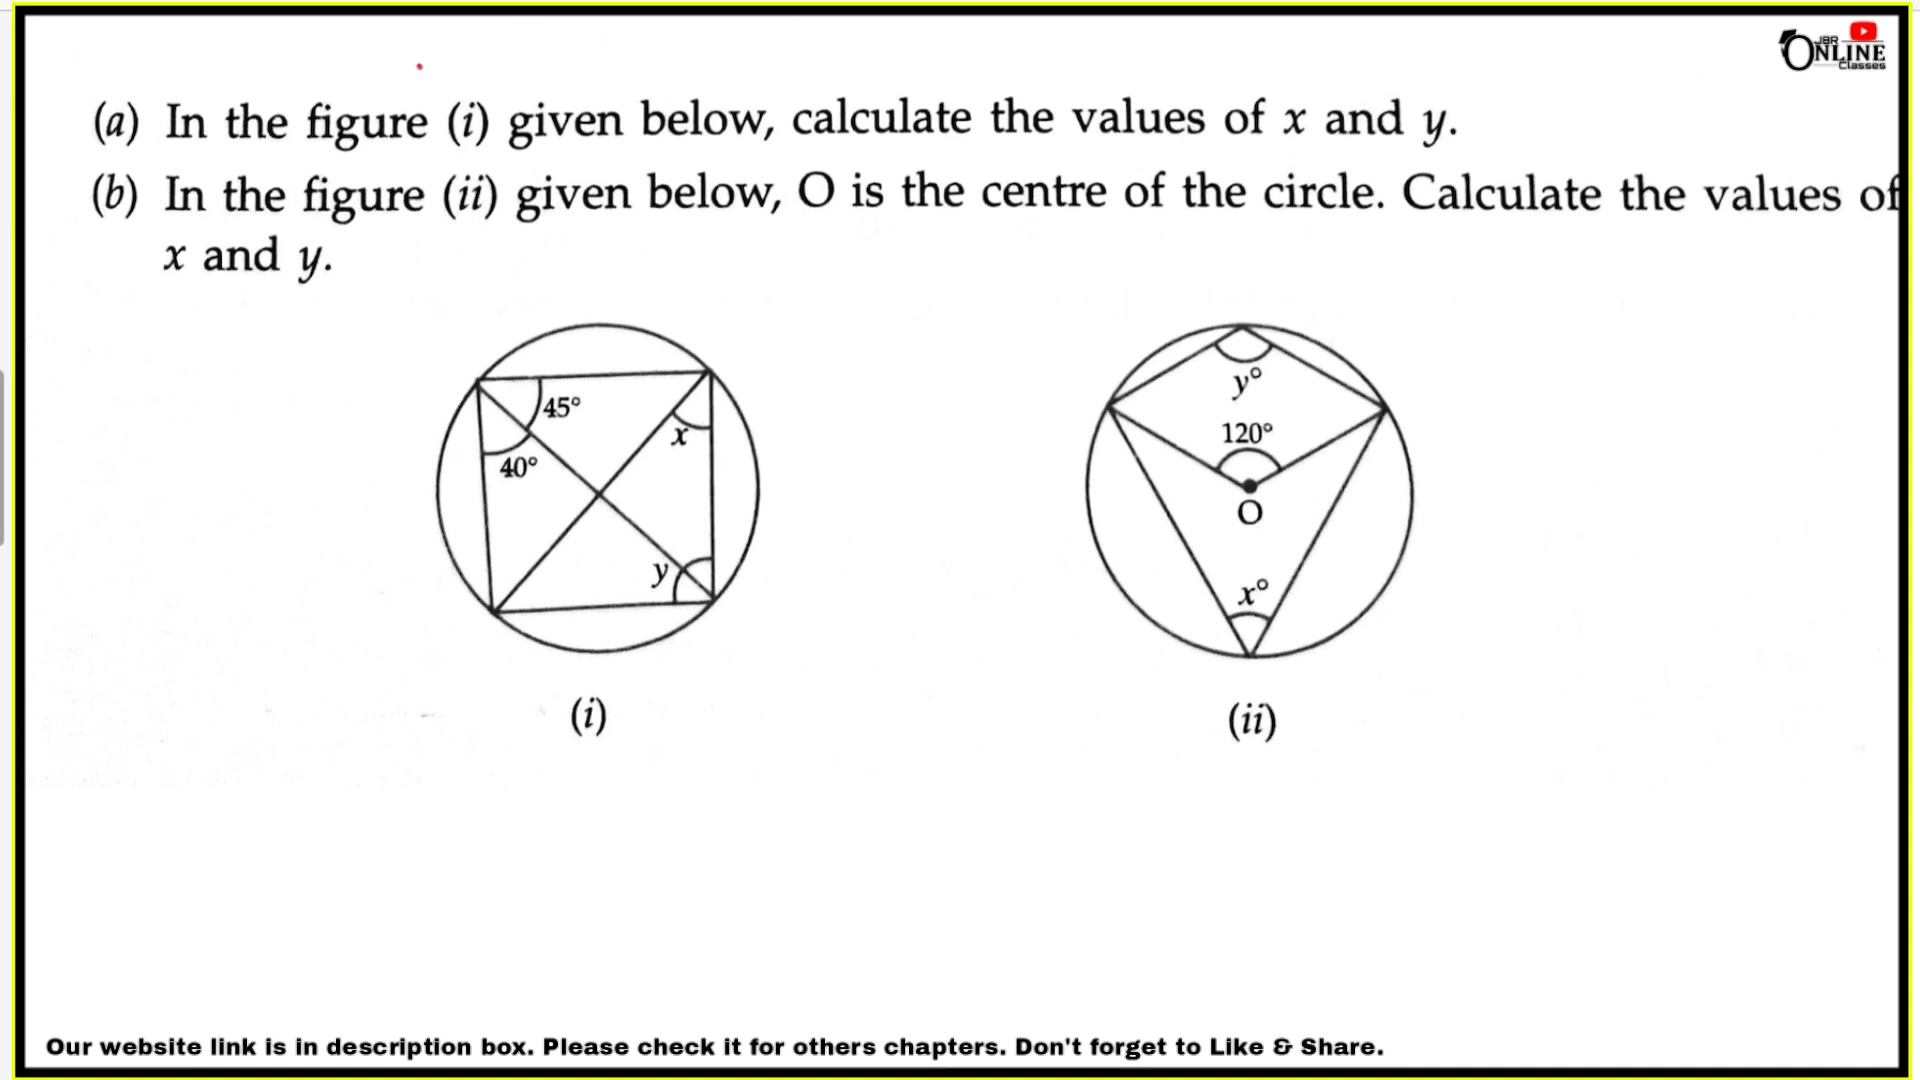 JBR
ONLINE
Classes
(a) In the figure (i) given below, calculate the values of x and y.
(b) In the figure (ii) given below, O is the centre of the circle. Calculate the values of
x and y.
45°
40°
x
y
(i)
y°
120°
O
x°
(ii)
Our website link is in description box. Please check it for others chapters. Don't forget to Like & Share.